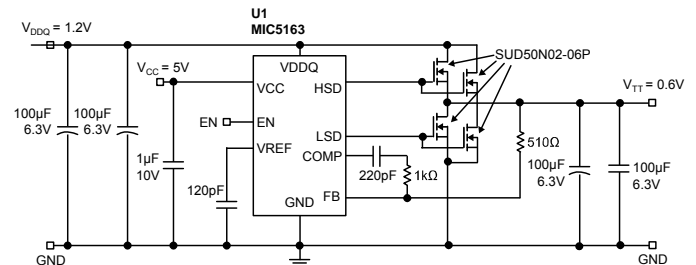 U1
MIC5163
V_DDQ = 1.2V
VDDQ
SUD50N02-06P
V_CC = 5V
VCC
HSD
V_TT = 0.6V
100µF
6.3V
100µF
6.3V
EN
EN
LSD
510Ω
1µF
10V
VREF
COMP
100µF
6.3V
100µF
6.3V
120pF
220pF
1kΩ
FB
GND
GND
GND